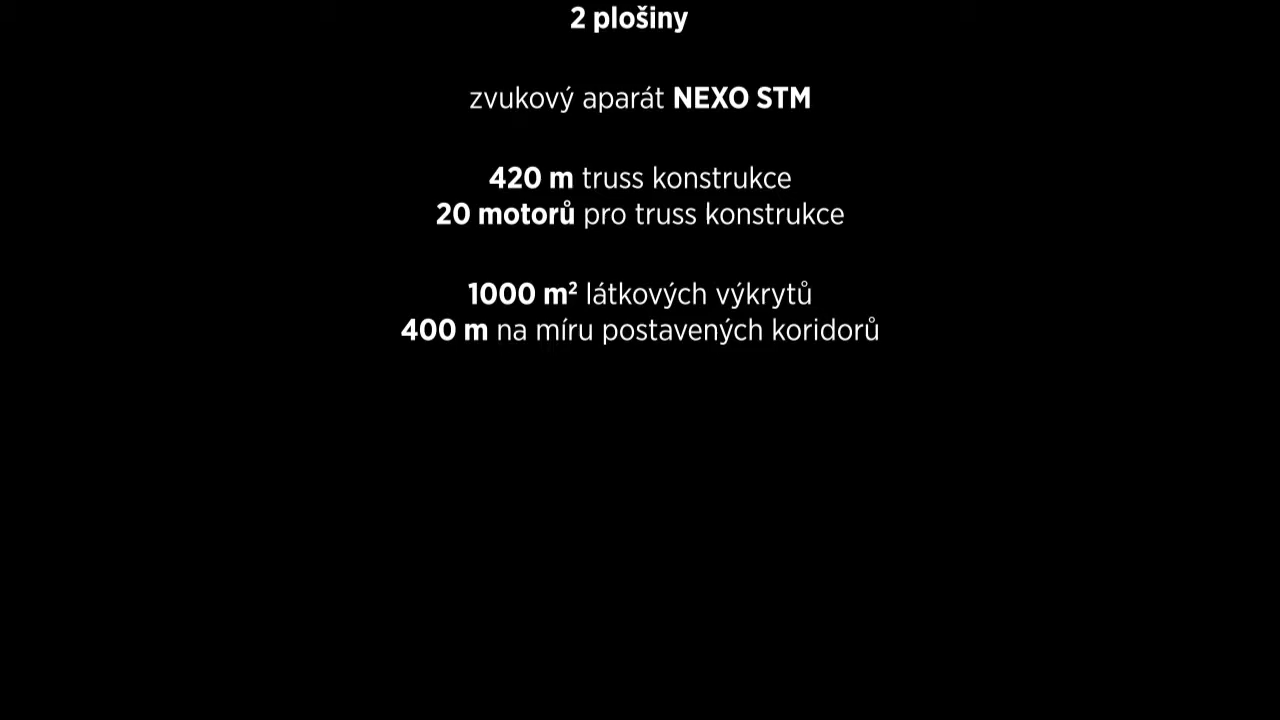 2 plošiny
zvukový aparát NEXO STM
420 m truss konstrukce
20 motorů pro truss konstrukce
1000 m² látkových výkrytů
400 m na míru postavených koridorů